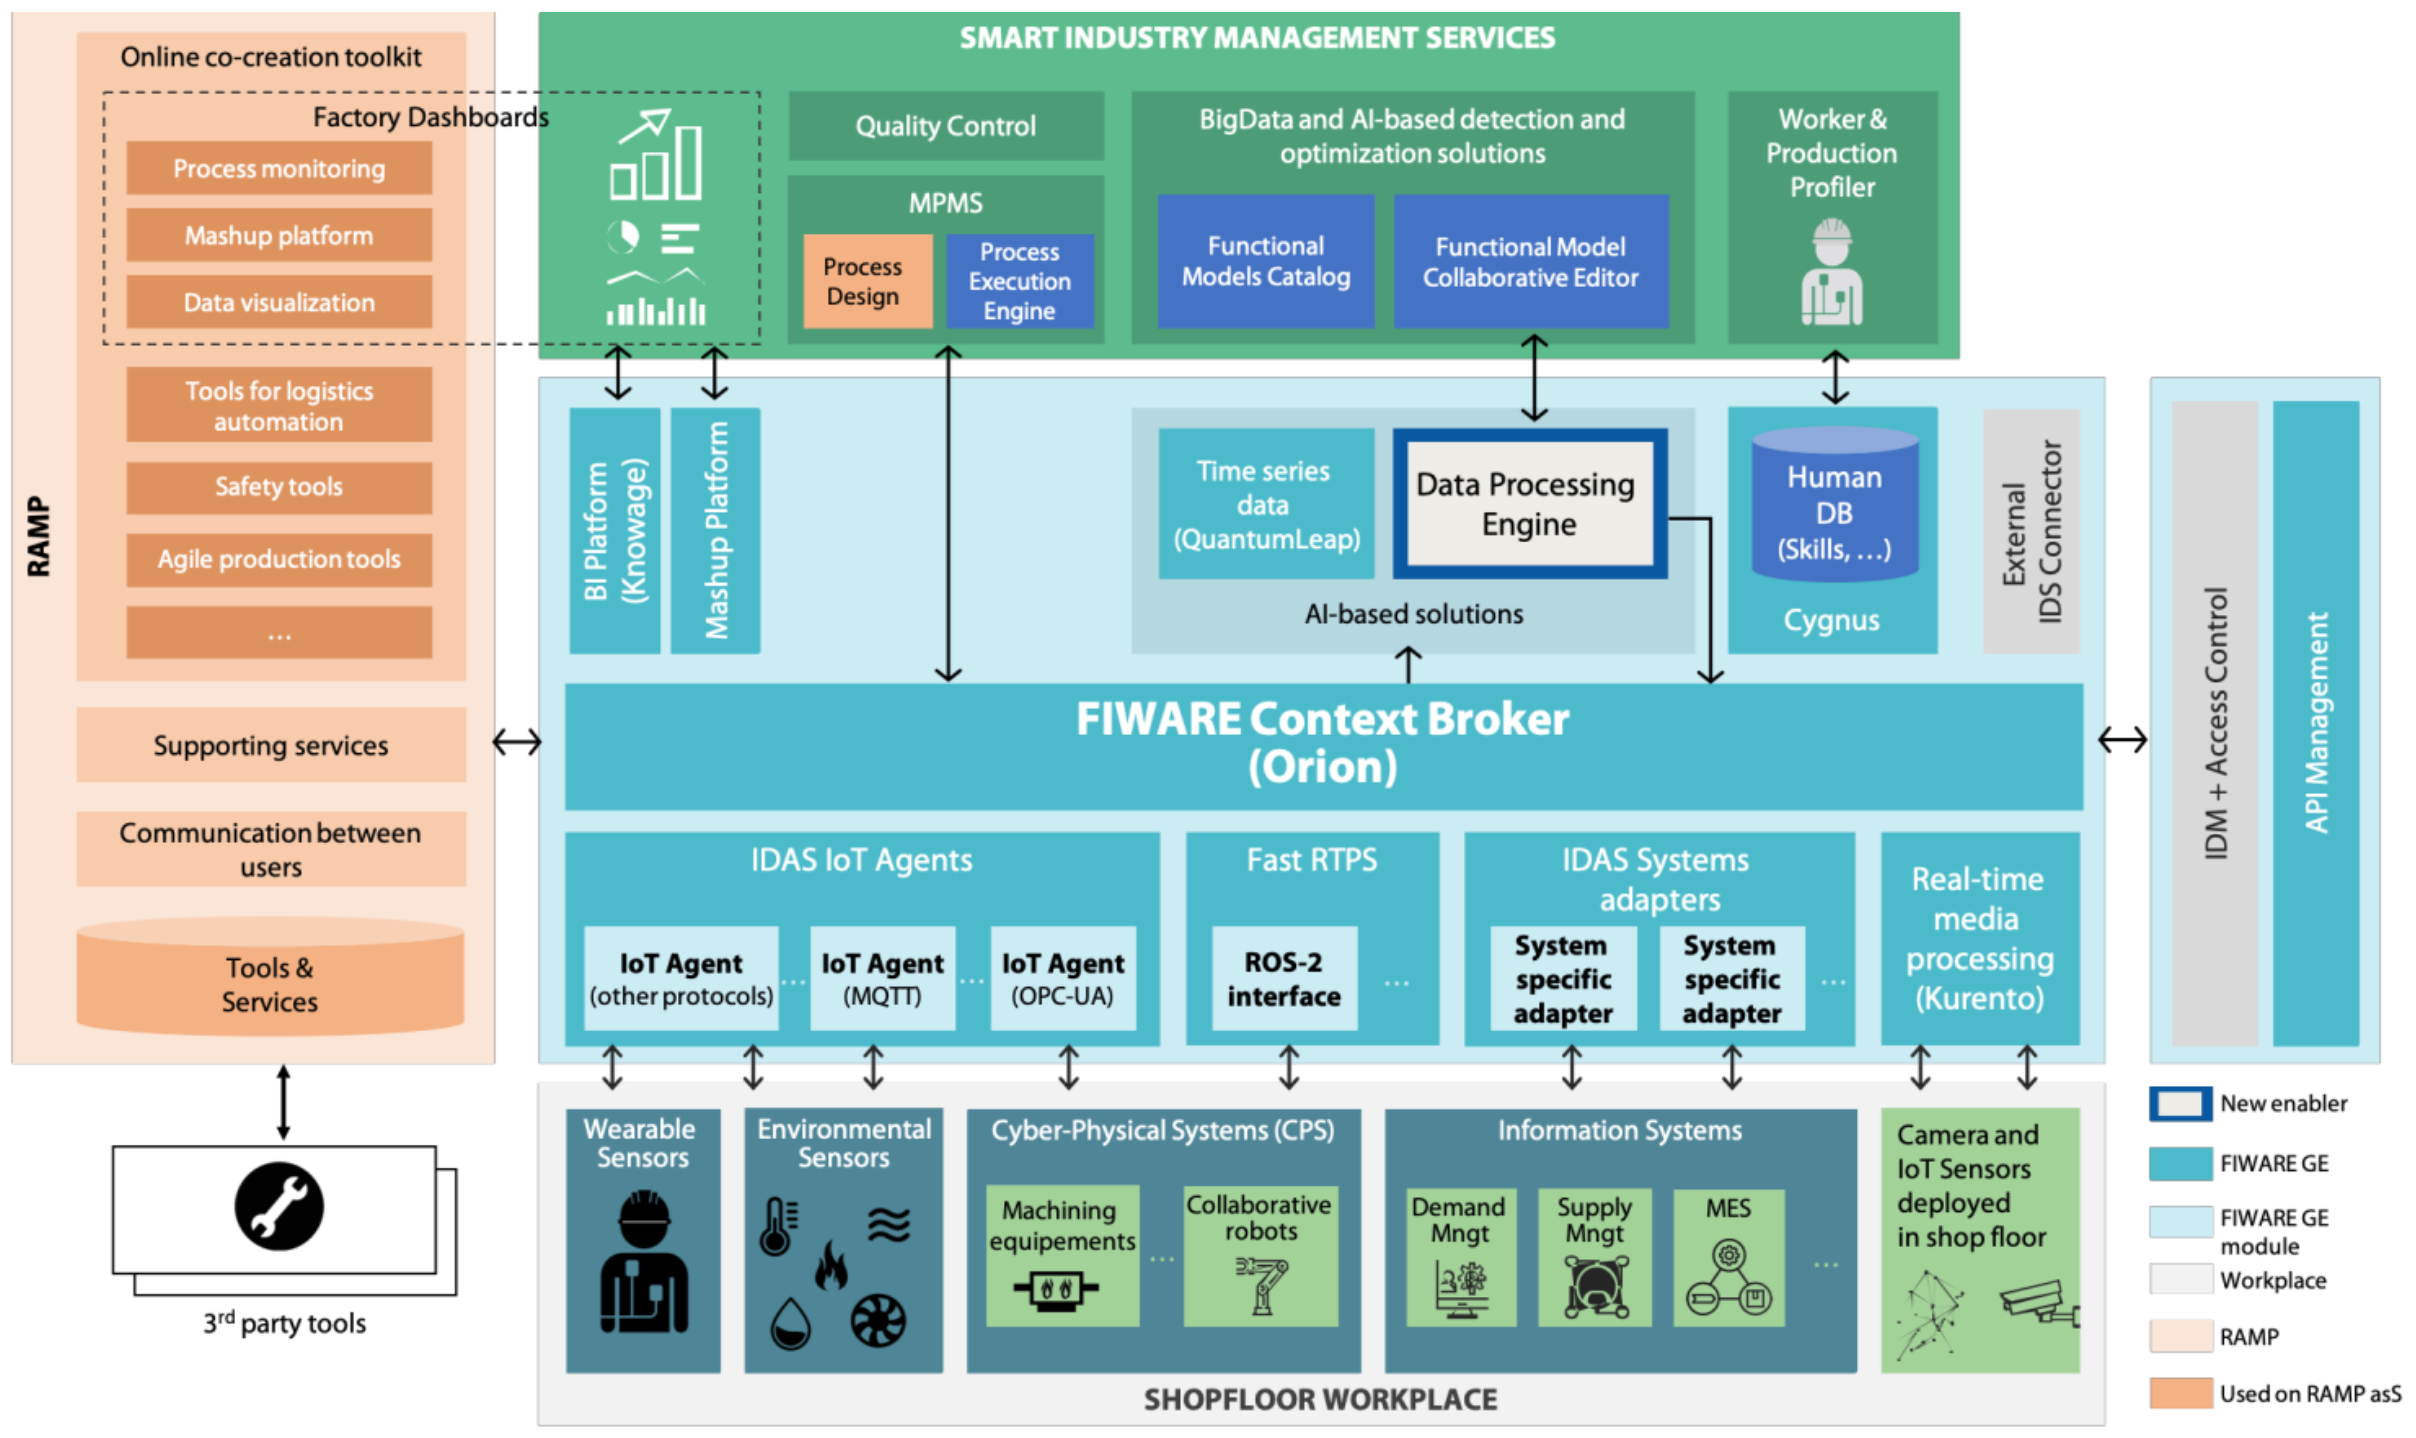 RAMP
Online co-creation toolkit
Factory Dashboards
Process monitoring
Mashup platform
Data visualization
Tools for logistics
automation
Safety tools
Agile production tools
...
Supporting services
Communication between
users
Tools &
Services
3rd party tools
SMART INDUSTRY MANAGEMENT SERVICES
Quality Control
MPMS
Process
Design
Process
Execution
Engine
BigData and AI-based detection and
optimization solutions
Functional
Models Catalog
Functional Model
Collaborative Editor
Worker &
Production
Profiler
BI Platform
(Knowage)
Mashup Platform
Time series
data
(QuantumLeap)
Data Processing
Engine
AI-based solutions
Human
DB
(Skills, ...)
Cygnus
External
IDS Connector
FIWARE Context Broker
(Orion)
IDAS IoT Agents
IoT Agent
(other protocols)
...
IoT Agent
(MQTT)
...
IoT Agent
(OPC-UA)
Fast RTPS
ROS-2
interface
...
IDAS Systems
adapters
System
specific
adapter
System
specific
adapter
...
Real-time
media
processing
(Kurento)
IDM + Access Control
API Management
Wearable
Sensors
Environmental
Sensors
Cyber-Physical Systems (CPS)
Machining
equipements
...
Collaborative
robots
Information Systems
Demand
Mngt
Supply
Mngt
MES
...
Camera and
IoT Sensors
deployed
in shop floor
SHOPFLOOR WORKPLACE
New enabler
FIWARE GE
FIWARE GE
module
Workplace
RAMP
Used on RAMP asS